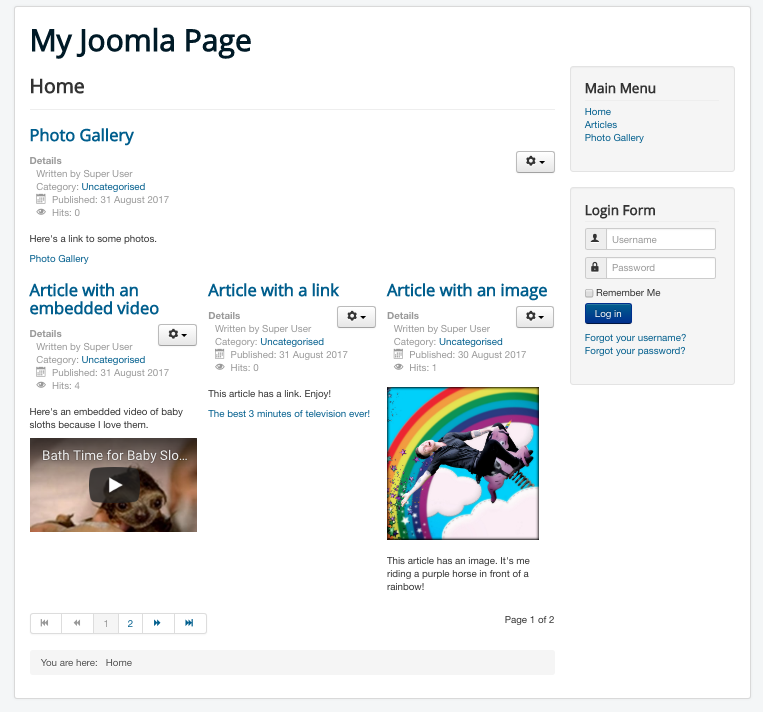 My Joomla Page
Home
Photo Gallery
Details
Written by Super User
Category: Uncategorised
Published: 31 August 2017
Hits: 0
Here's a link to some photos.
Photo Gallery
Article with an
embedded video
Details
Written by Super User
Category: Uncategorised
Published: 31 August 2017
Hits: 4
Here's an embedded video of baby
sloths because I love them.
Bath Time for Baby Slo...
Article with a link
Details
Written by Super User
Category: Uncategorised
Published: 31 August 2017
Hits: 0
This article has a link. Enjoy!
The best 3 minutes of television ever!
Article with an image
Details
Written by Super User
Category: Uncategorised
Published: 30 August 2017
Hits: 1
This article has an image. It's me
riding a purple horse in front of a
rainbow!
1 2
Page 1 of 2
You are here: Home
Main Menu
Home
Articles
Photo Gallery
Login Form
Username
Password
Remember Me
Log in
Forgot your username?
Forgot your password?